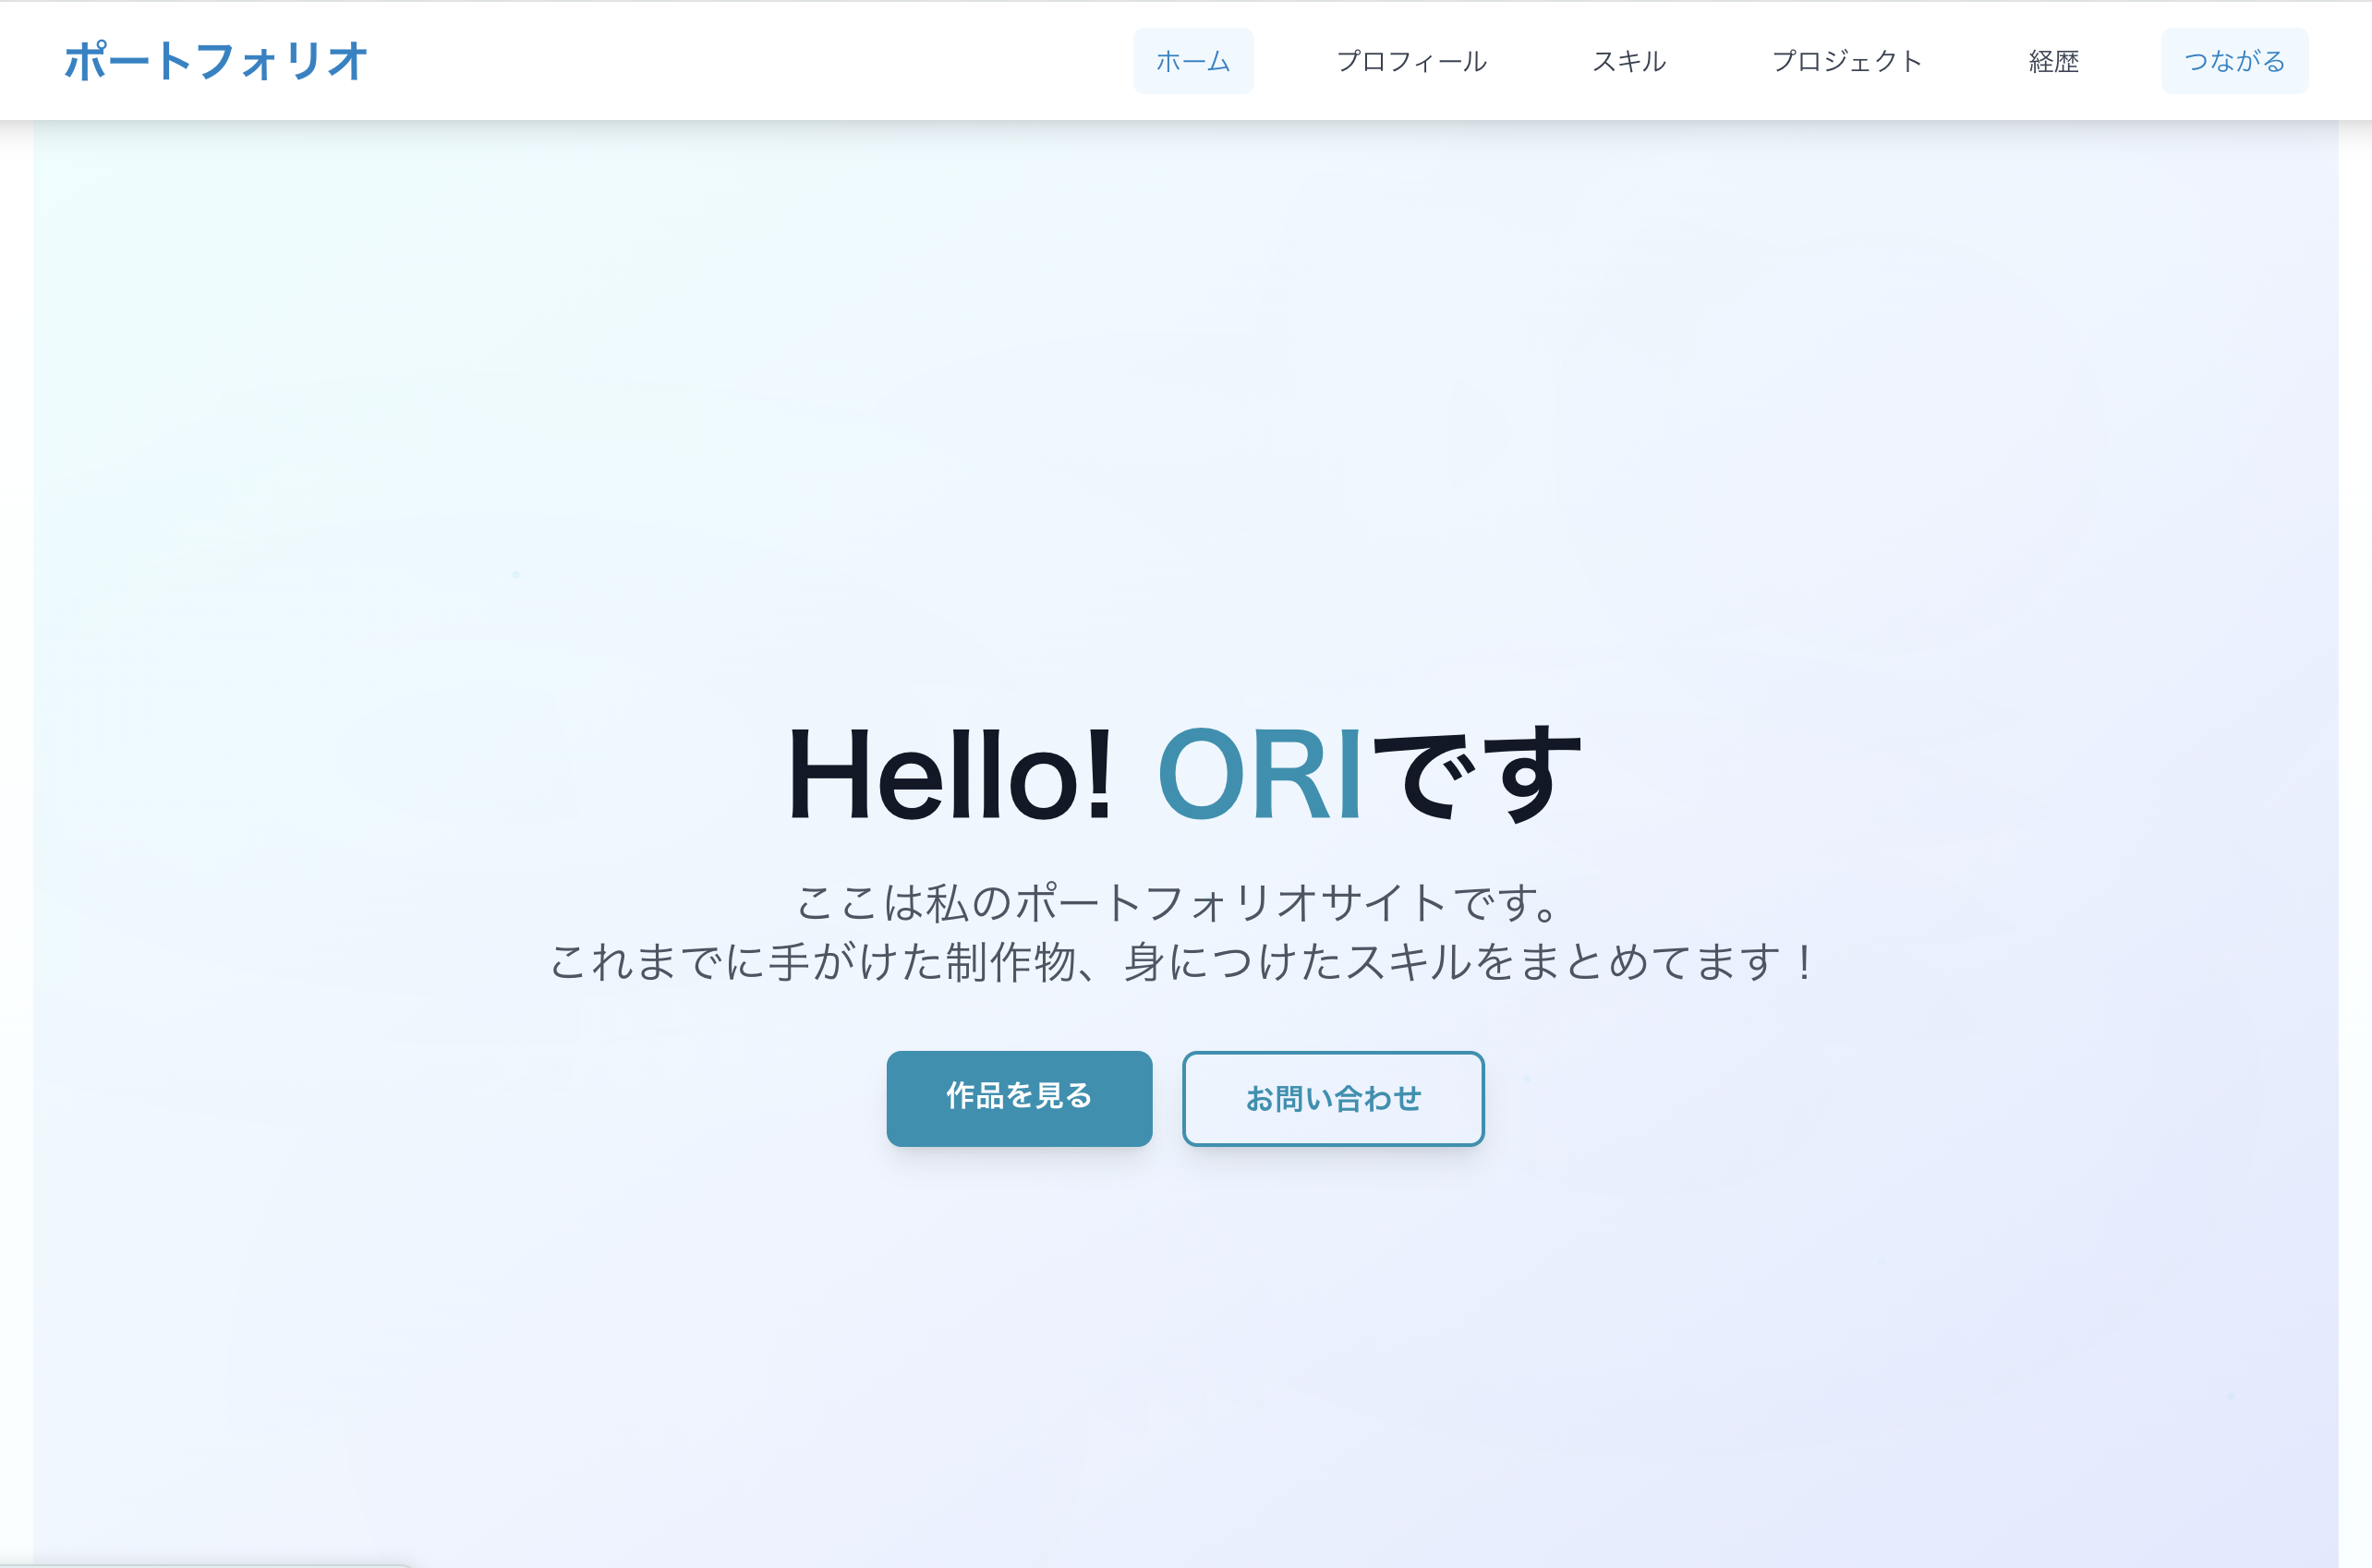 ポートフォリオ
ホーム プロフィール スキル プロジェクト 経歴 つながる
Hello! ORIです
ここは私のポートフォリオサイトです。
これまでに手がけた制作物、身につけたスキルをまとめてます！
作品を見る お問い合わせ